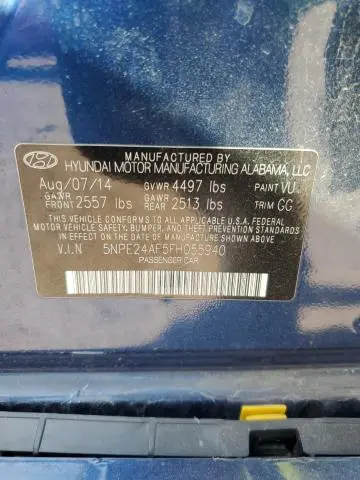 MANUFACTURED BY
HYUNDAI MOTOR MANUFACTURING ALABAMA, LLC
Aug/07/14 GVWR 4497 lbs PAINT VU
GAWR FRONT 2557 lbs GAWR REAR 2513 lbs TRIM GC
THIS VEHICLE CONFORMS TO ALL APPLICABLE U.S.A. FEDERAL
MOTOR VEHICLE SAFETY, BUMPER, AND THEFT PREVENTION
STANDARDS IN EFFECT ON THE DATE OF MANUFACTURE SHOWN ABOVE.
V.I.N 5NPE24AF5FH055940
PASSENGER CAR